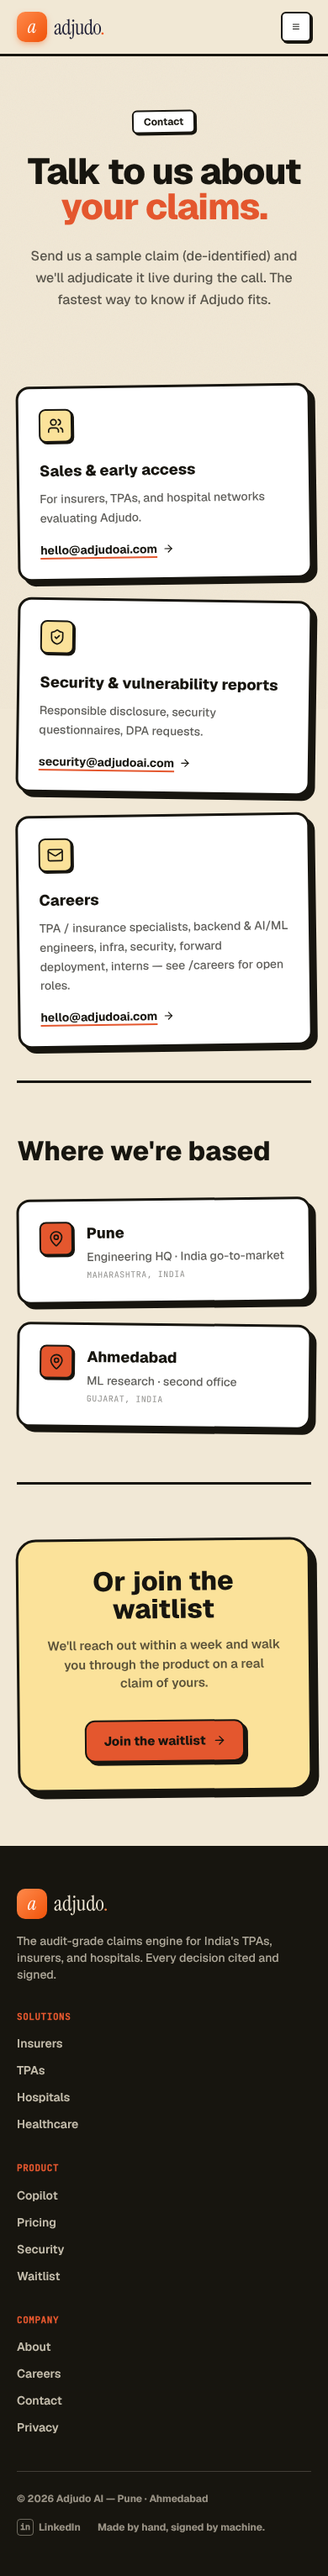 a adjudo.
Contact
Talk to us about
your claims.
Send us a sample claim (de-identified) and
we'll adjudicate it live during the call. The
fastest way to know if Adjudo fits.
Sales & early access
For insurers, TPAs, and hospital networks
evaluating Adjudo.
hello@adjudoai.com →
Security & vulnerability reports
Responsible disclosure, security
questionnaires, DPA requests.
security@adjudoai.com →
Careers
TPA / insurance specialists, backend & AI/ML
engineers, infra, security, forward
deployment, interns — see /careers for open
roles.
hello@adjudoai.com →
Where we're based
Pune
Engineering HQ · India go-to-market
MAHARASHTRA, INDIA
Ahmedabad
ML research · second office
GUJARAT, INDIA
Or join the
waitlist
We'll reach out within a week and walk
you through the product on a real
claim of yours.
Join the waitlist →
a adjudo.
The audit-grade claims engine for India's TPAs,
insurers, and hospitals. Every decision cited and
signed.
SOLUTIONS
Insurers
TPAs
Hospitals
Healthcare
PRODUCT
Copilot
Pricing
Security
Waitlist
COMPANY
About
Careers
Contact
Privacy
© 2026 Adjudo AI — Pune · Ahmedabad
in LinkedIn Made by hand, signed by machine.